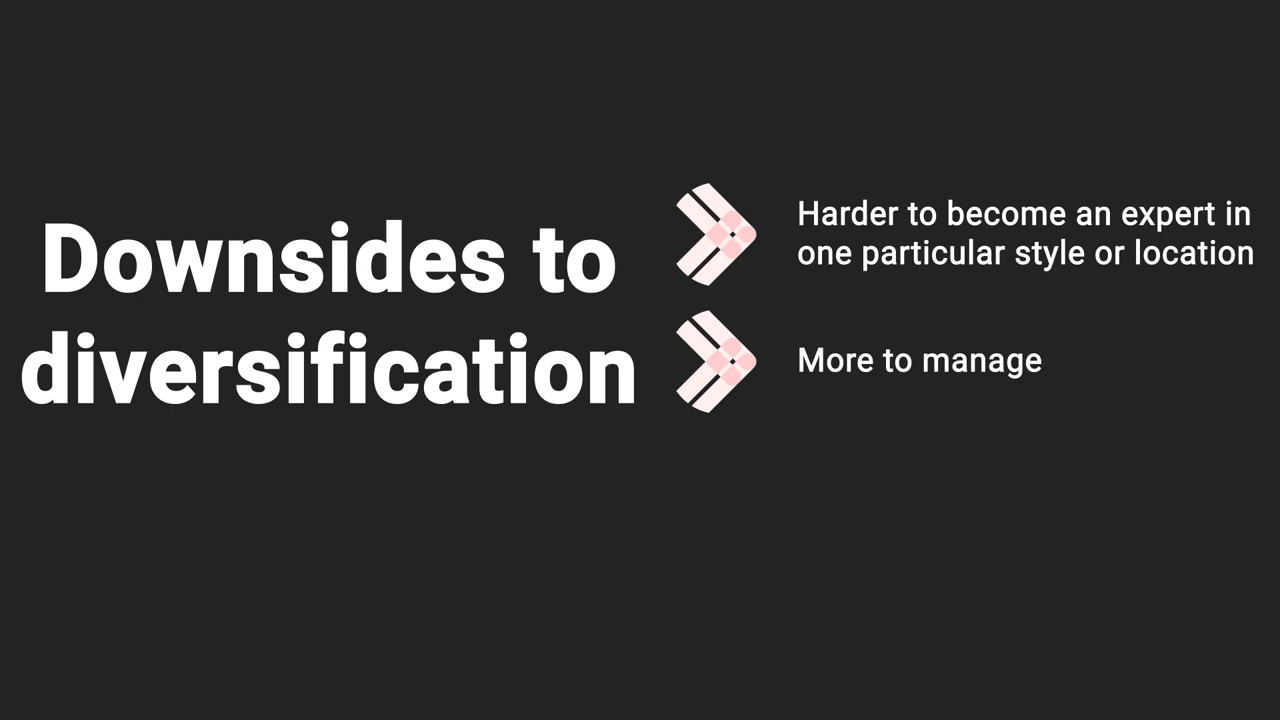 Downsides to
diversification
Harder to become an expert in
one particular style or location
More to manage